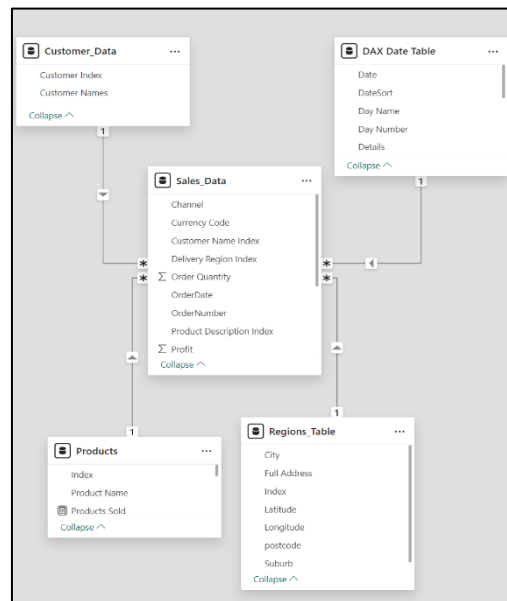 Customer_Data
Customer Index
Customer Names
Collapse
1
DAX Date Table
Date
DateSort
Day Name
Day Number
Details
Collapse
1
Sales_Data
Channel
Currency Code
Customer Name Index
Delivery Region Index
Σ Order Quantity
OrderDate
OrderNumber
Product Description Index
Σ Profit
Collapse
*
*
*
*
1
Products
Index
Product Name
Products Sold
Collapse
1
Regions_Table
City
Full Address
Index
Latitude
Longitude
postcode
Suburb
Collapse